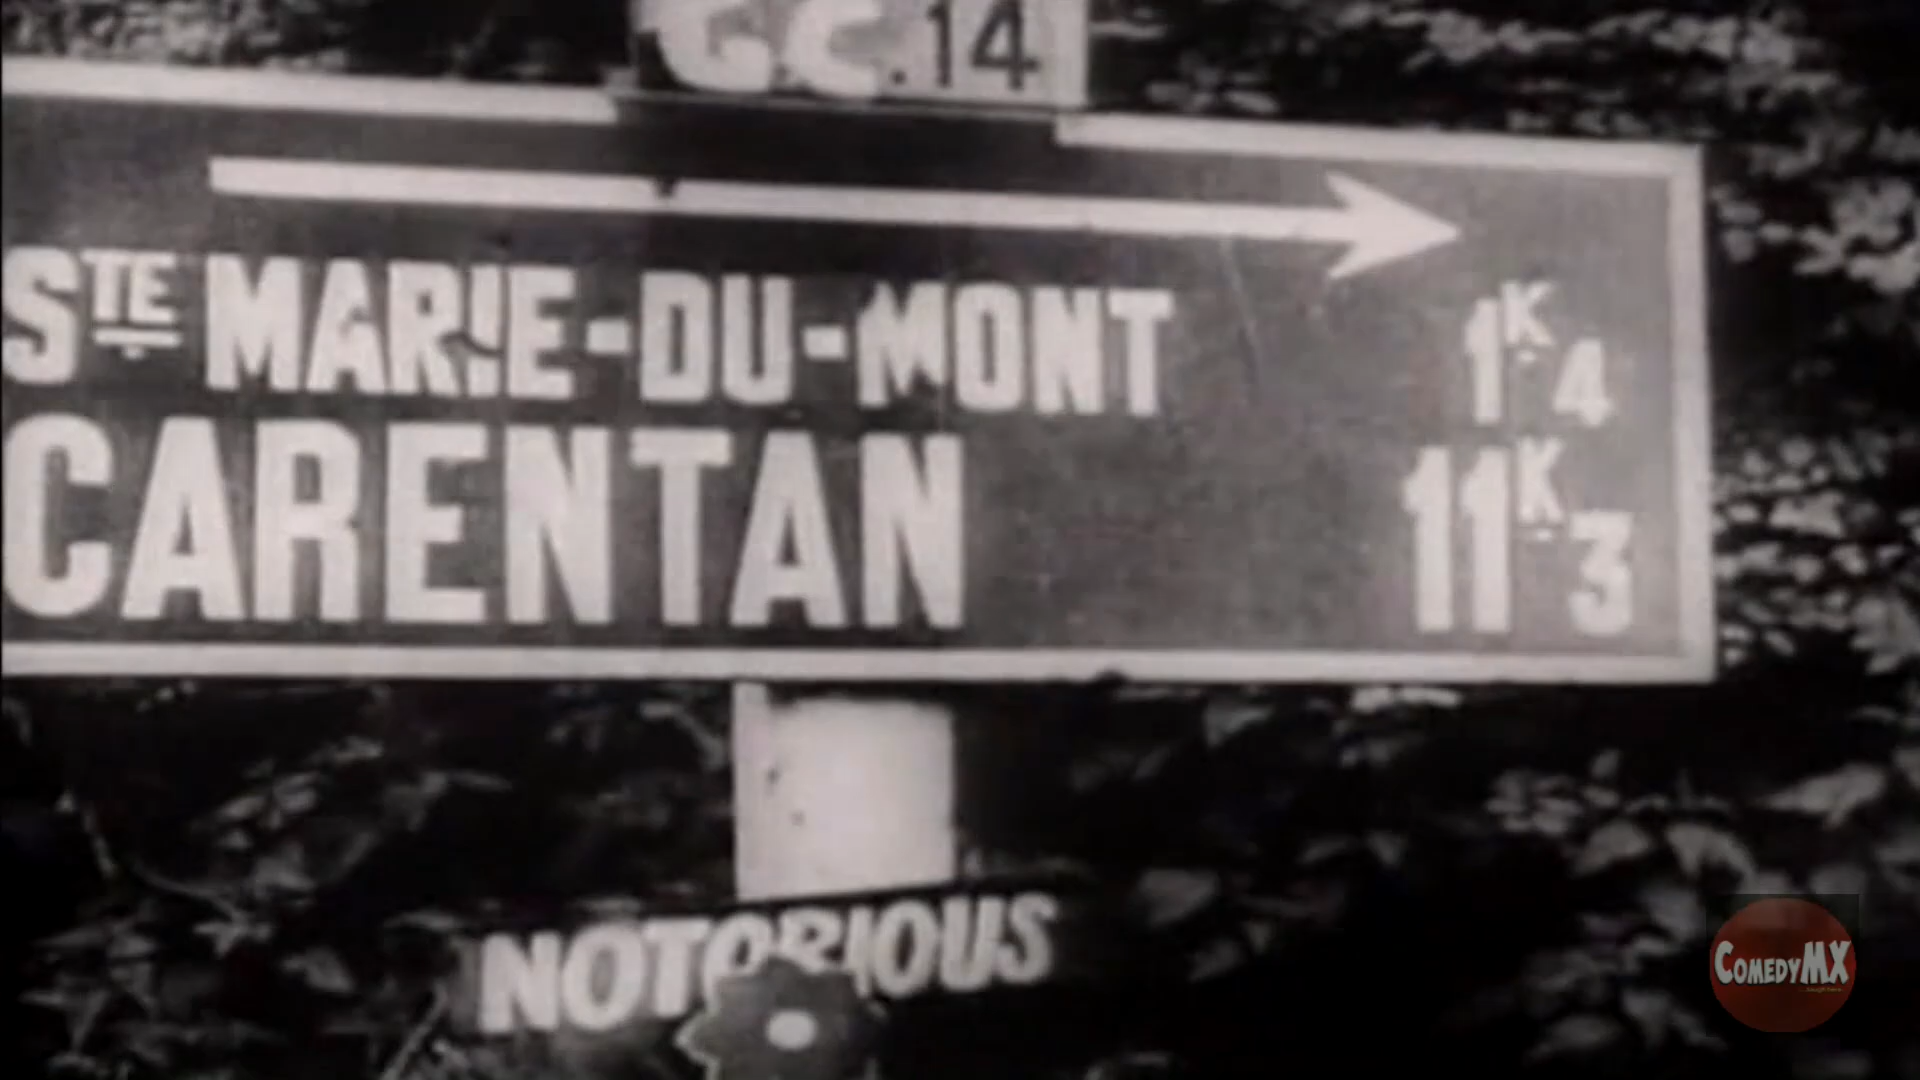 G.C.14
STE MARIE-DU-MONT 1K4
CARENTAN 11K3
NOTORIOUS
COMEDYMX